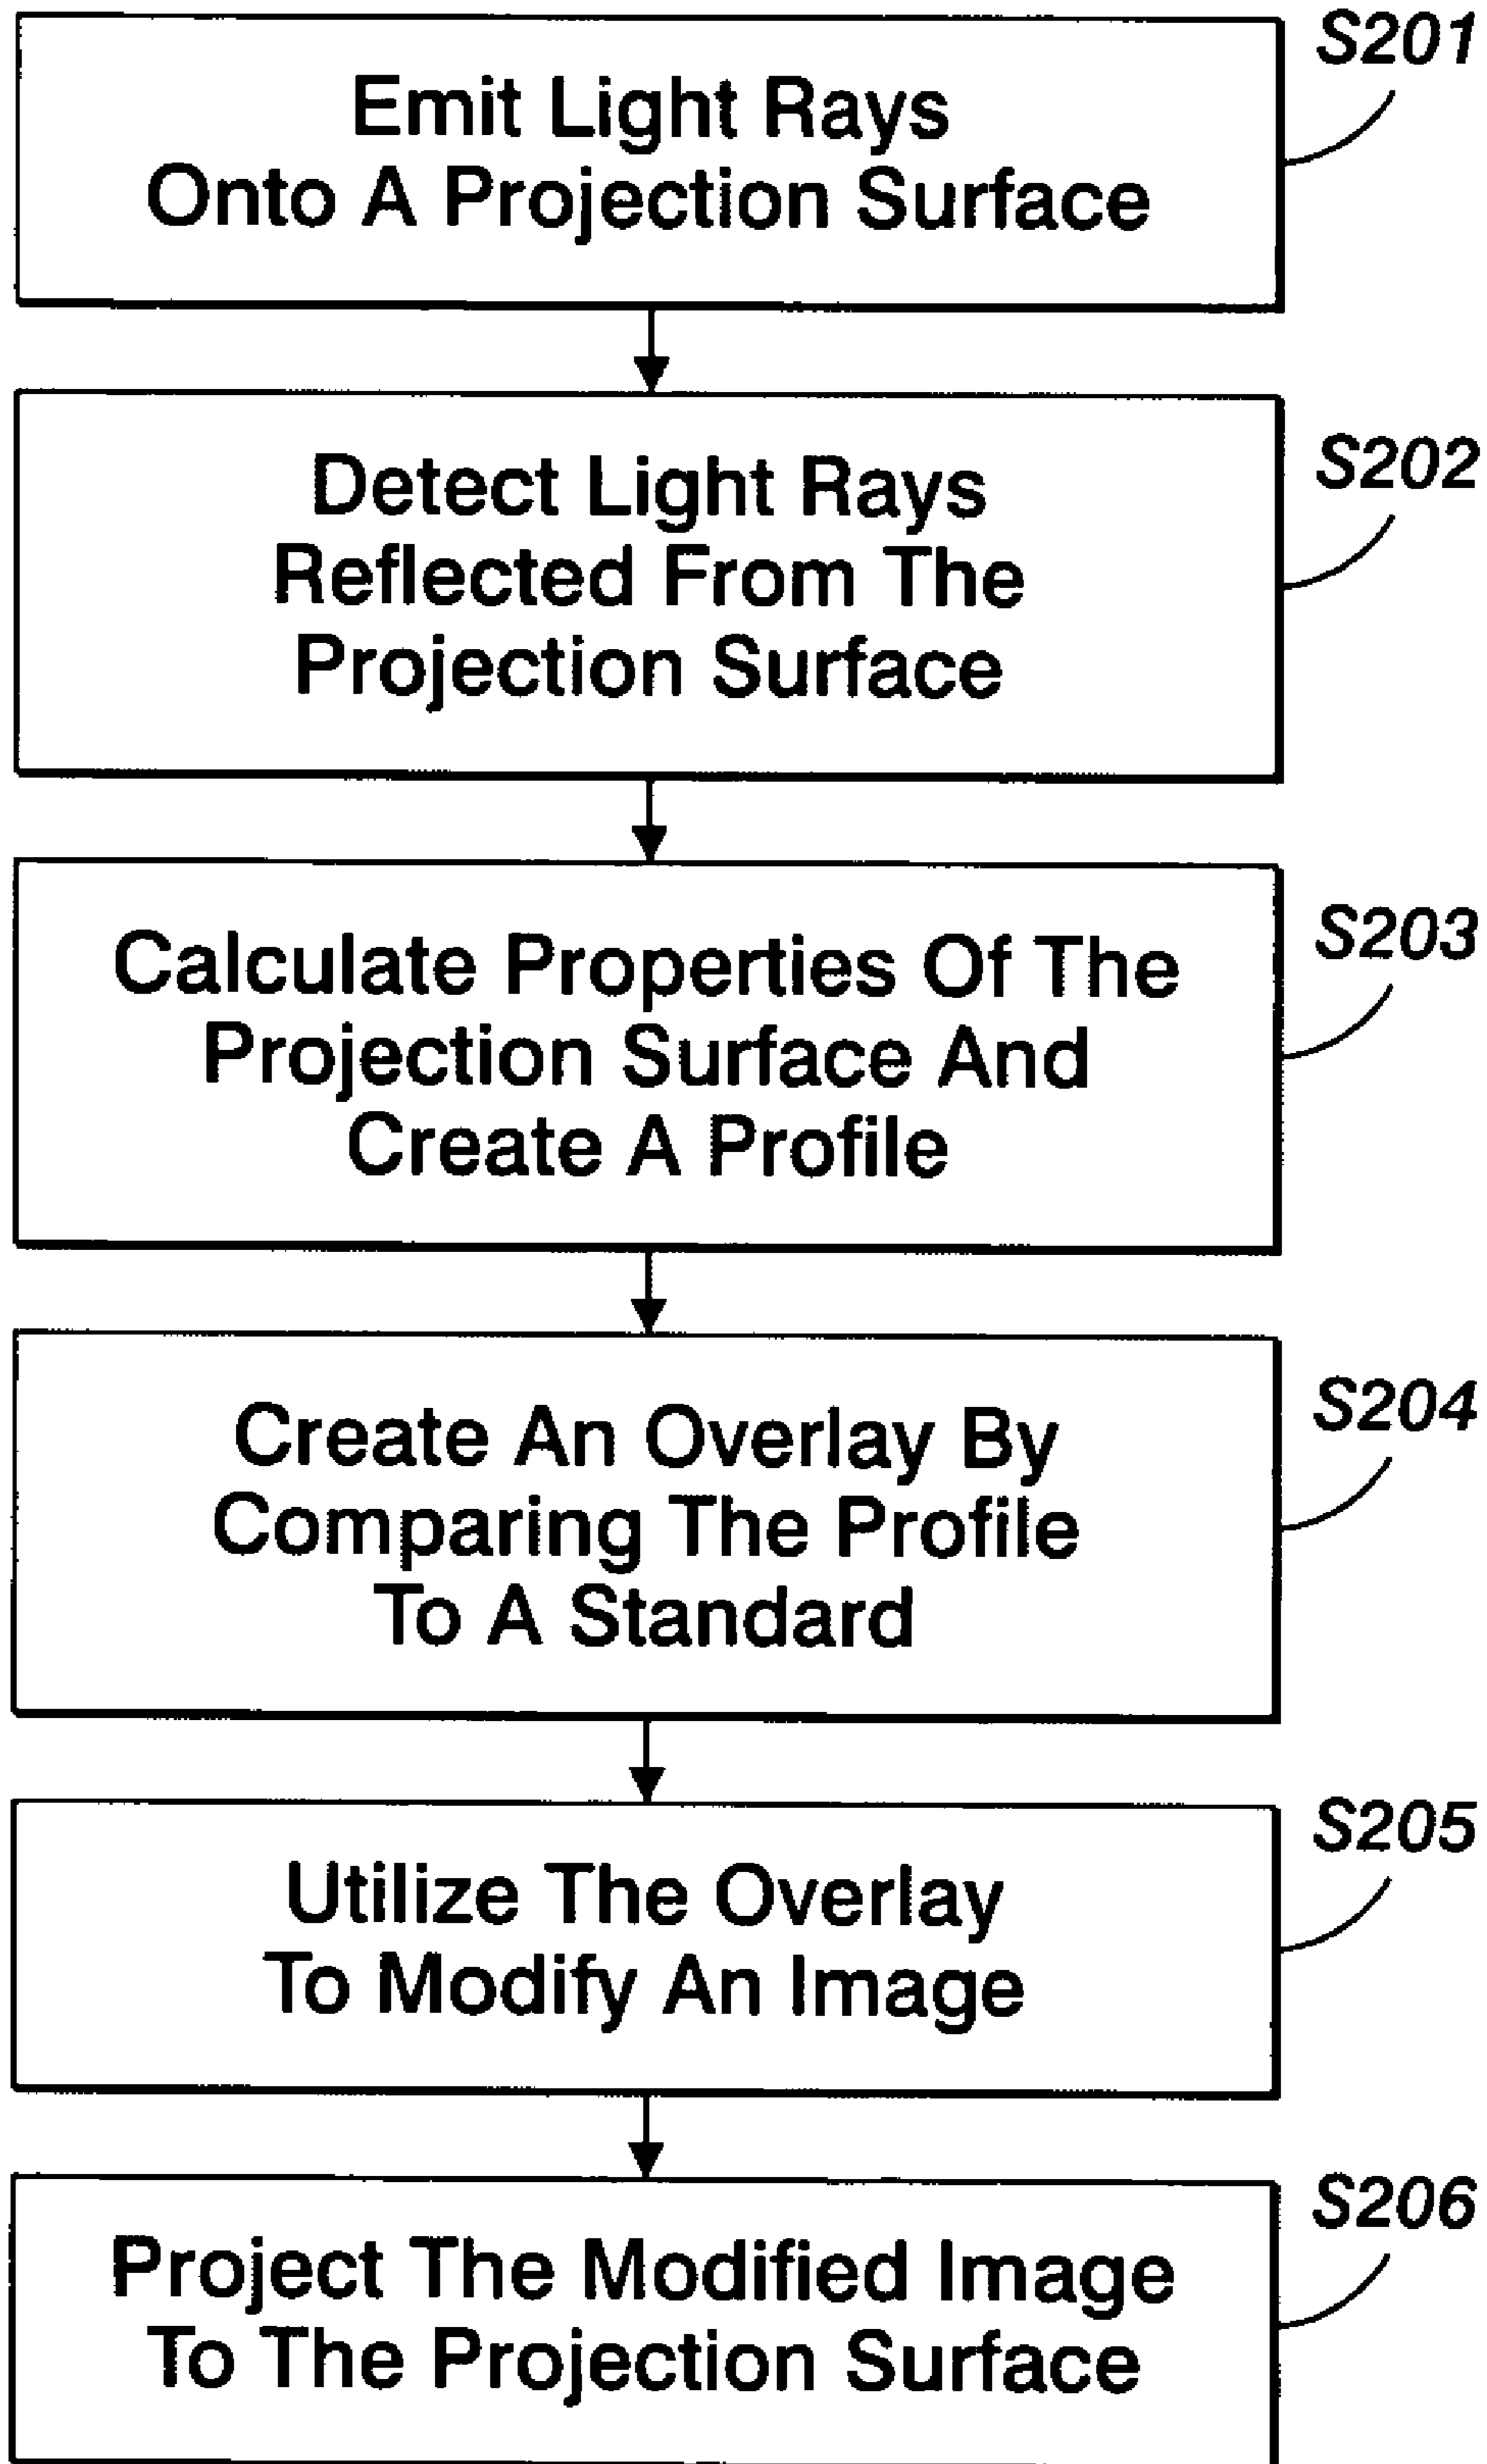 S201
Emit Light Rays
Onto A Projection Surface
S202
Detect Light Rays
Reflected From The
Projection Surface
S203
Calculate Properties Of The
Projection Surface And
Create A Profile
S204
Create An Overlay By
Comparing The Profile
To A Standard
S205
Utilize The Overlay
To Modify An Image
S206
Project The Modified Image
To The Projection Surface